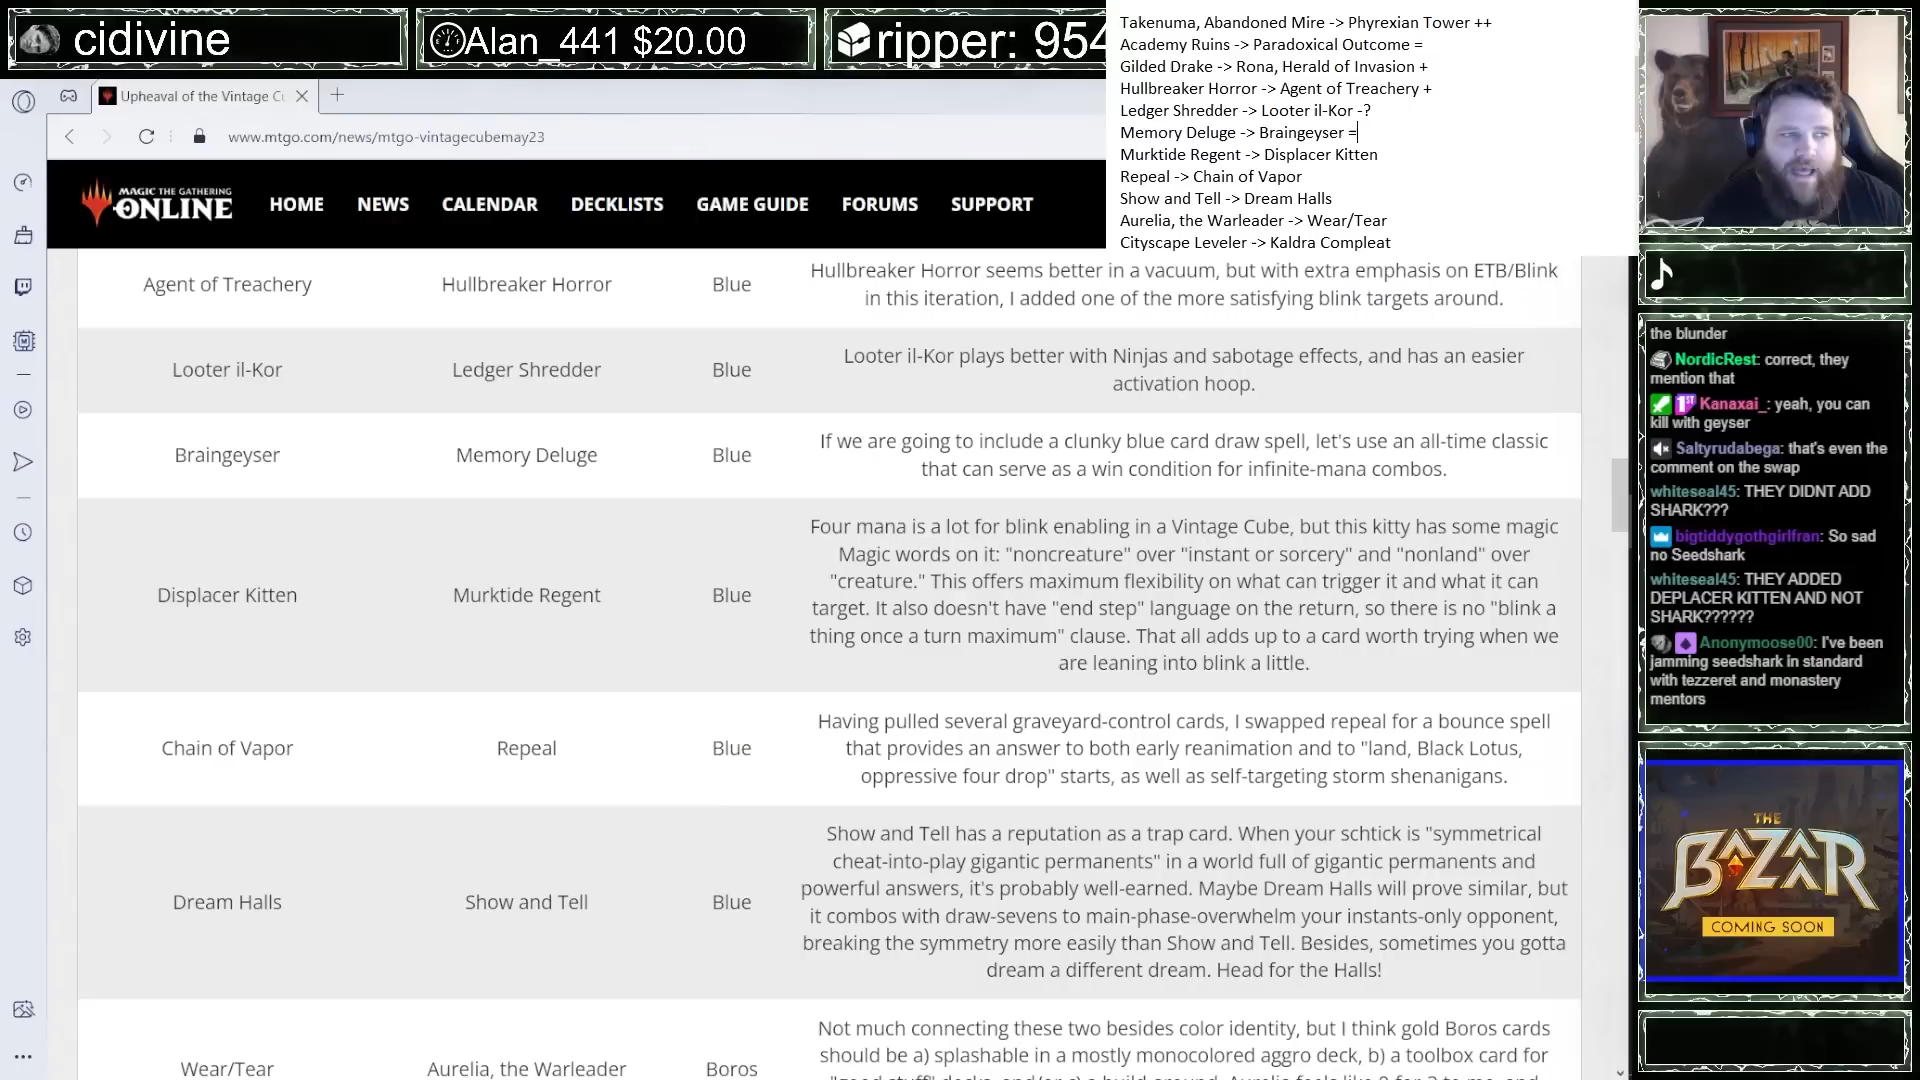 cidivine
Alan_441 $20.00
ripper: 954
Takenuma, Abandoned Mire -> Phyrexian Tower ++
Academy Ruins -> Paradoxical Outcome =
Gilded Drake -> Rona, Herald of Invasion +
Hullbreaker Horror -> Agent of Treachery +
Ledger Shredder -> Looter il-Kor -?
Memory Deluge -> Braingeyser =
Murktide Regent -> Displacer Kitten
Repeal -> Chain of Vapor
Show and Tell -> Dream Halls
Aurelia, the Warleader -> Wear/Tear
Cityscape Leveler -> Kaldra Compleat
Upheaval of the Vintage Cu
www.mtgo.com/news/mtgo-vintagecubemay23
MAGIC THE GATHERING
ONLINE
HOME NEWS CALENDAR DECKLISTS GAME GUIDE FORUMS SUPPORT
Agent of Treachery Hullbreaker Horror Blue
Hullbreaker Horror seems better in a vacuum, but with extra emphasis on ETB/Blink
in this iteration, I added one of the more satisfying blink targets around.
Looter il-Kor Ledger Shredder Blue
Looter il-Kor plays better with Ninjas and sabotage effects, and has an easier
activation hoop.
Braingeyser Memory Deluge Blue
If we are going to include a clunky blue card draw spell, let's use an all-time classic
that can serve as a win condition for infinite-mana combos.
Displacer Kitten Murktide Regent Blue
Four mana is a lot for blink enabling in a Vintage Cube, but this kitty has some magic
Magic words on it: "noncreature" over "instant or sorcery" and "nonland" over
"creature." This offers maximum flexibility on what can trigger it and what it can
target. It also doesn't have "end step" language on the return, so there is no "blink a
thing once a turn maximum" clause. That all adds up to a card worth trying when we
are leaning into blink a little.
Chain of Vapor Repeal Blue
Having pulled several graveyard-control cards, I swapped repeal for a bounce spell
that provides an answer to both early reanimation and to "land, Black Lotus,
oppressive four drop" starts, as well as self-targeting storm shenanigans.
Dream Halls Show and Tell Blue
Show and Tell has a reputation as a trap card. When your schtick is "symmetrical
cheat-into-play gigantic permanents" in a world full of gigantic permanents and
powerful answers, it's probably well-earned. Maybe Dream Halls will prove similar, but
it combos with draw-sevens to main-phase-overwhelm your instants-only opponent,
breaking the symmetry more easily than Show and Tell. Besides, sometimes you gotta
dream a different dream. Head for the Halls!
Wear/Tear Aurelia, the Warleader Boros
Not much connecting these two besides color identity, but I think gold Boros cards
should be a) splashable in a mostly monocolored aggro deck, b) a toolbox card for
the blunder
NordicRest: correct, they
mention that
1ST Kanaxai_: yeah, you can
kill with geyser
Saltyrudabega: that's even the
comment on the swap
whiteseal45: THEY DIDNT ADD
SHARK???
bigtiddygothgirlfran: So sad
no Seedshark
whiteseal45: THEY ADDED
DEPLACER KITTEN AND NOT
SHARK??????
Anonymoose00: I've been
jamming seedshark in standard
with tezzeret and monastery
mentors
THE
BAZAAR
COMING SOON